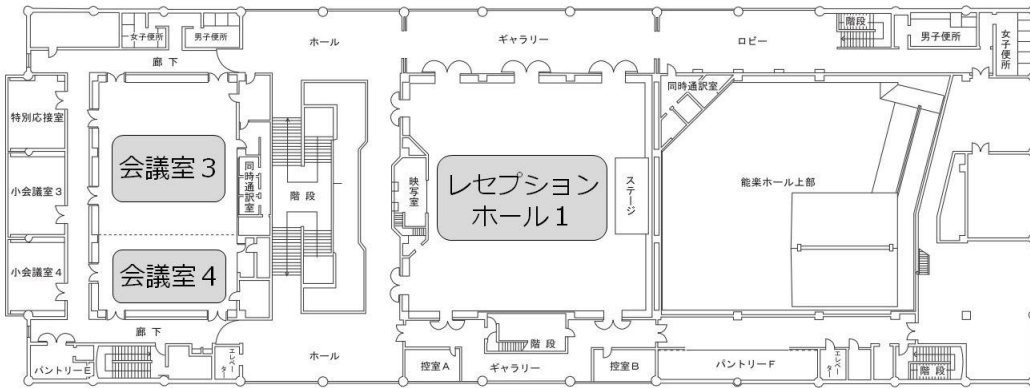 女子便所
男子便所
ホール
ギャラリー
ロビー
階段
男子便所
女子便所
廊下
同時通訳室
特別応接室
会議室3
同時通訳室
小会議室3
階段
映写室
レセプション
ホール1
ステージ
能楽ホール上部
小会議室4
会議室4
廊下
ホール
階段
パントリーE
エレベーター
控室A
ギャラリー
控室B
パントリーF
エレベーター
階段